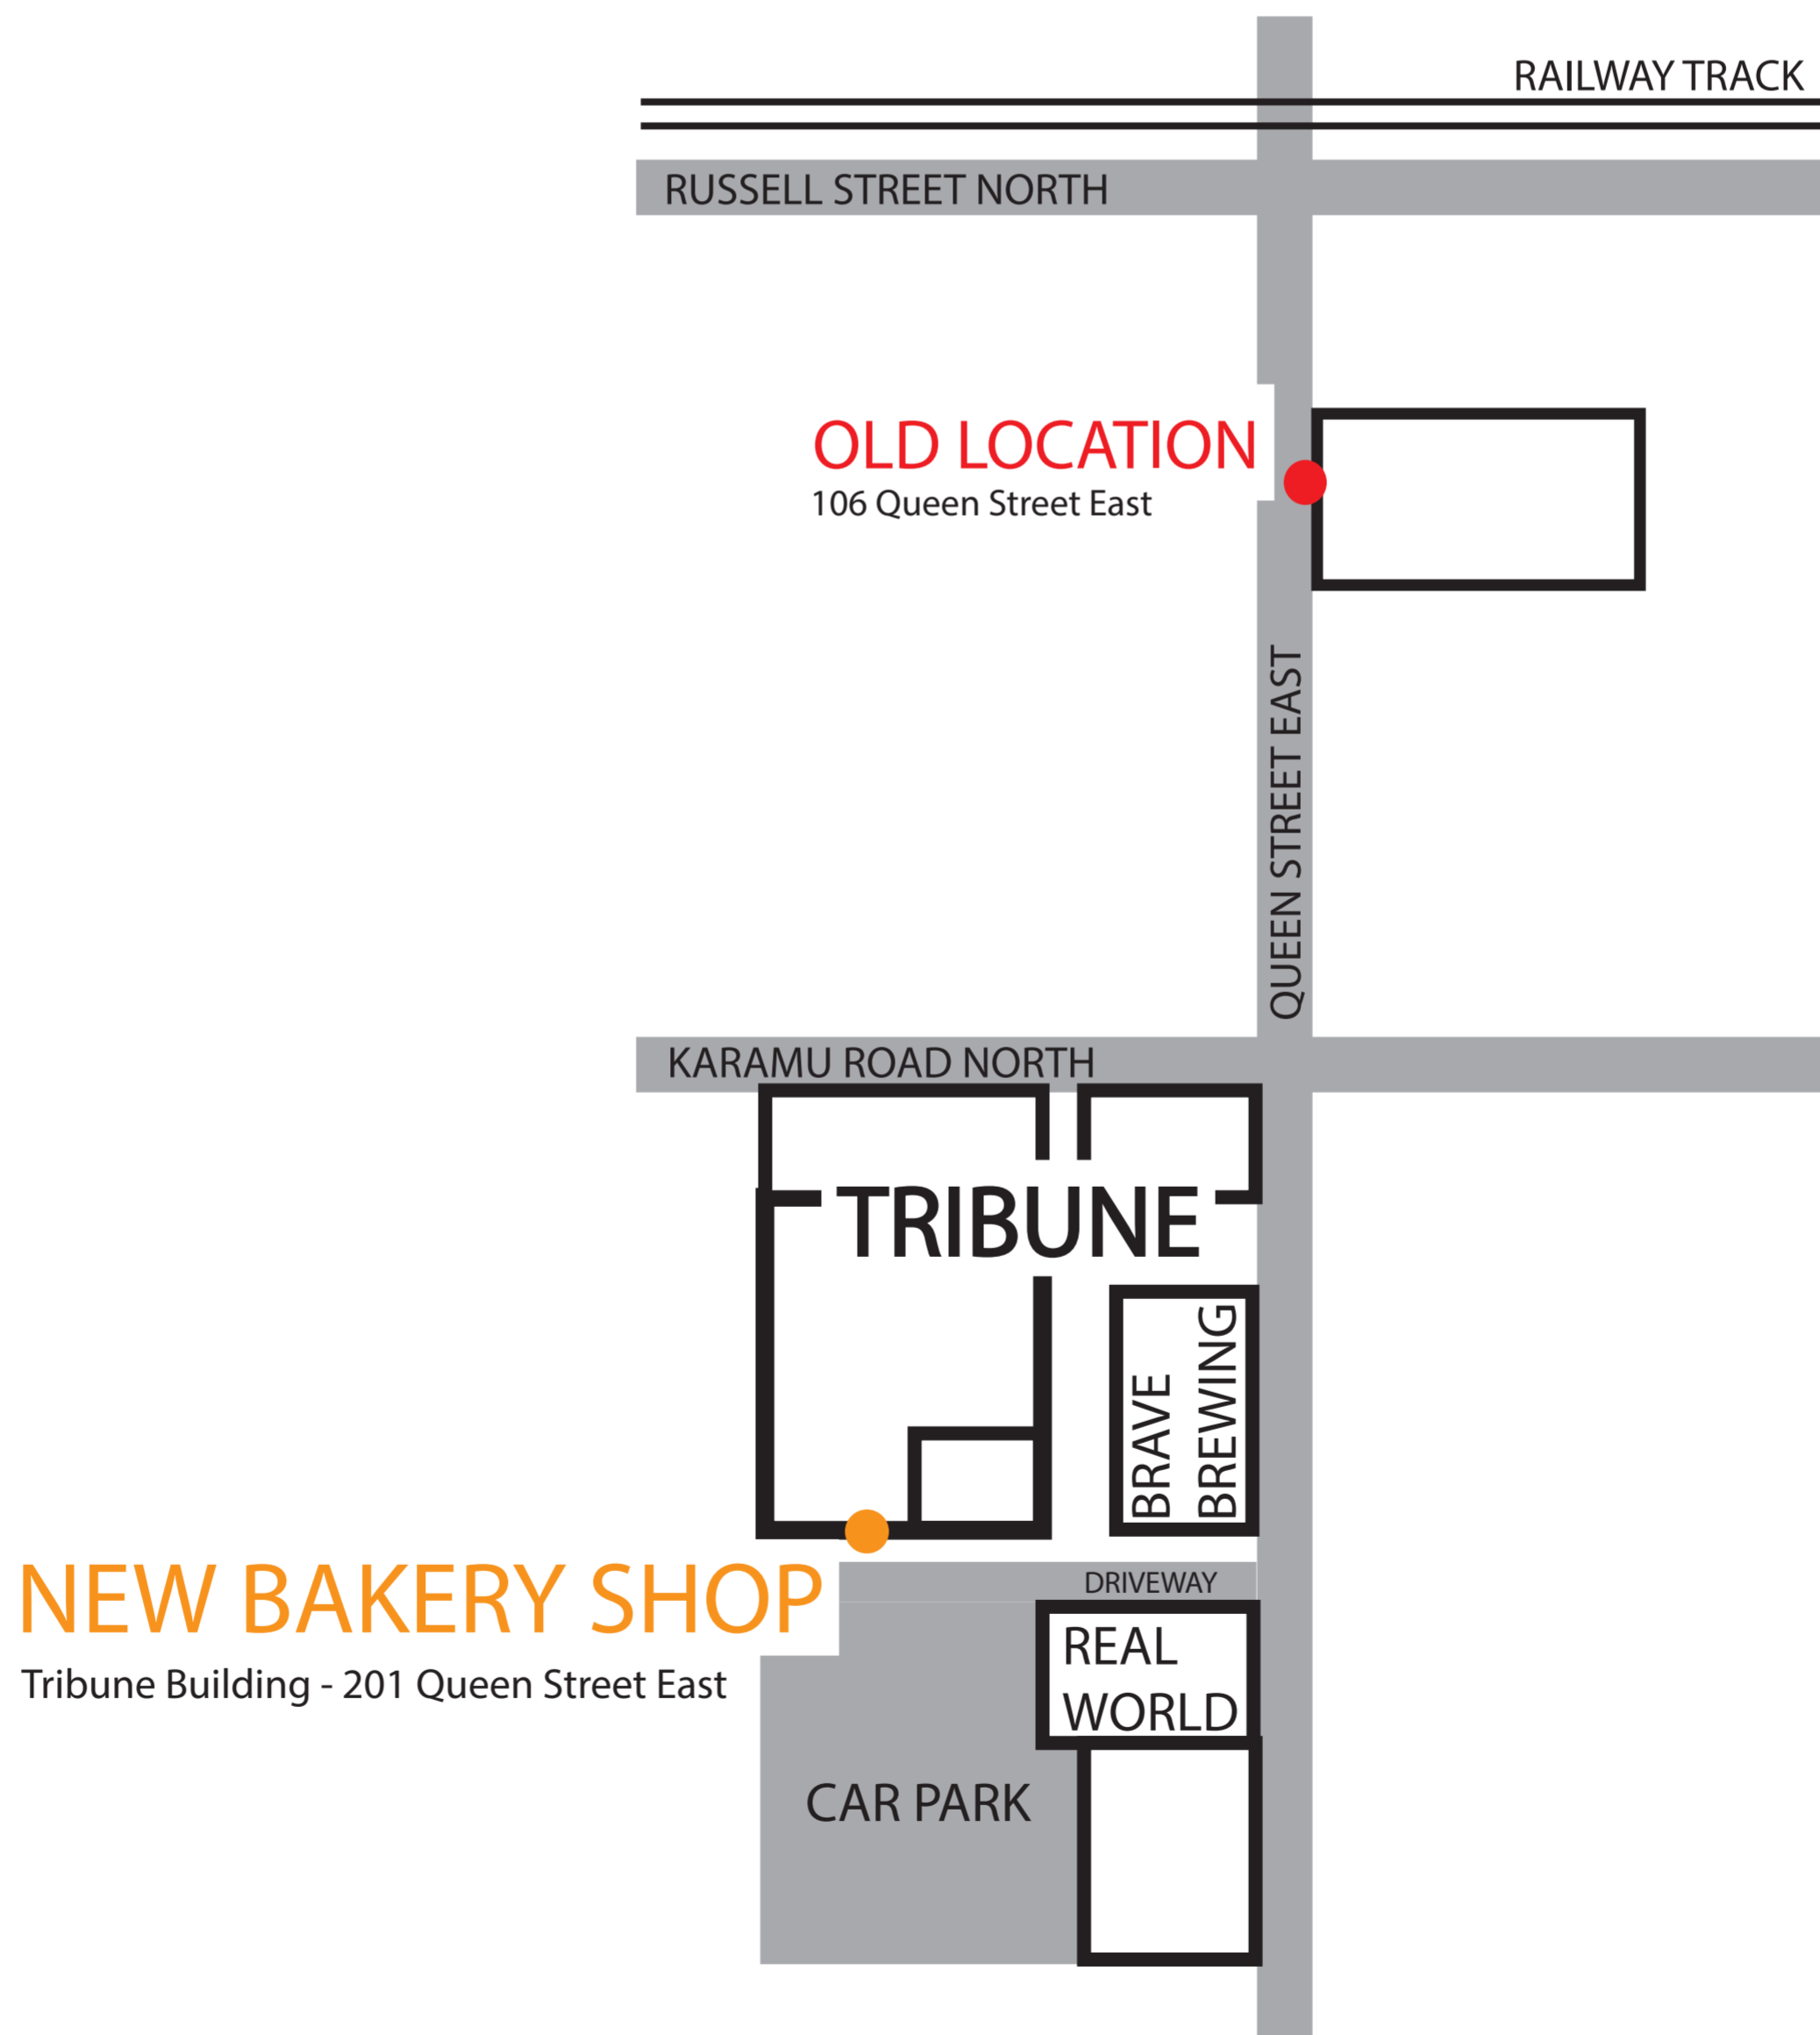 RAILWAY TRACK
RUSSELL STREET NORTH
OLD LOCATION
106 Queen Street East
QUEEN STREET EAST
KARAMU ROAD NORTH
TRIBUNE
BRAVE
BREWING
NEW BAKERY SHOP
Tribune Building - 201 Queen Street East
DRIVEWAY
REAL
WORLD
CAR PARK